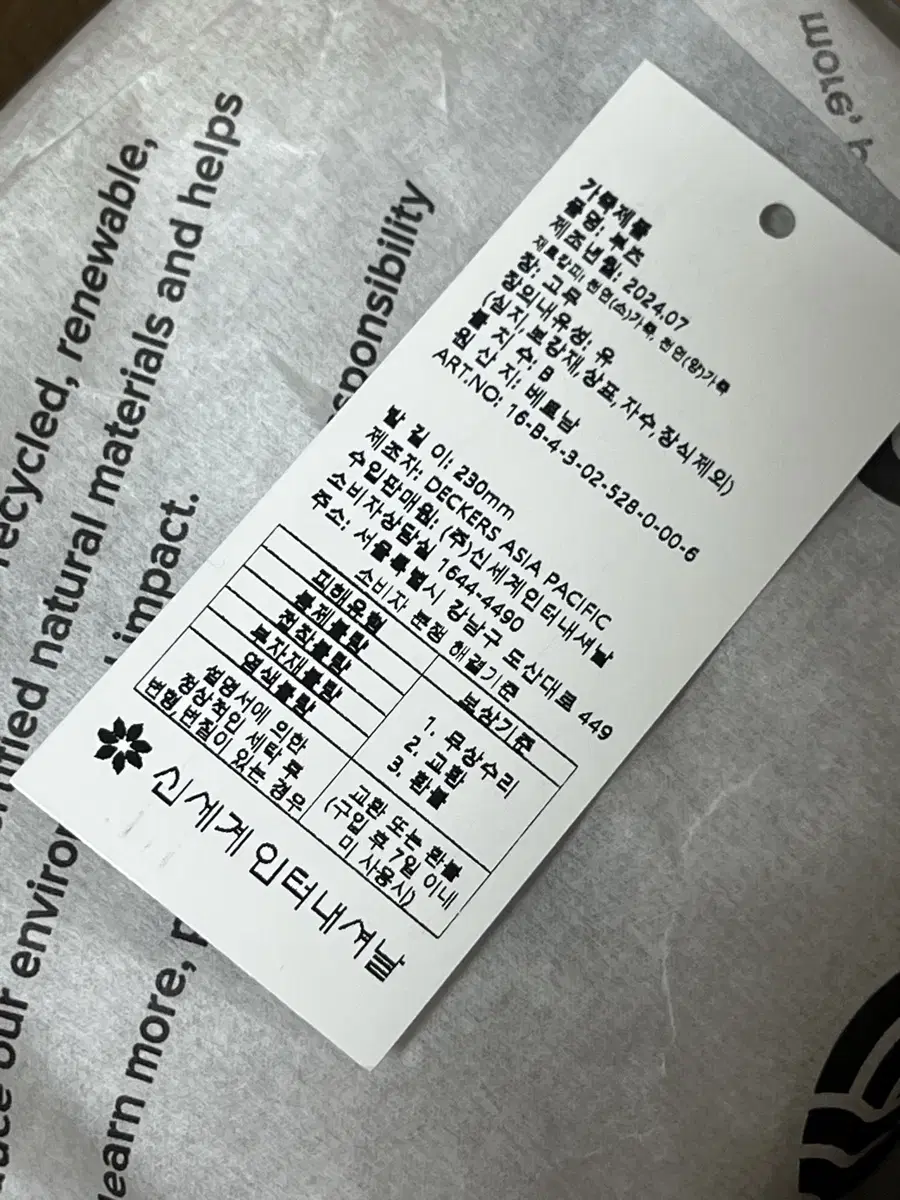 가죽제품
품명: 부츠
제조년월: 2024.07
재료갑피: 천연(소)가죽, 천연(양)가죽
창: 고무
창의내유성: 유
(심지,보강재,상표,자수,장식제외)
볼 치 수: B
원 산 지: 베트남
ART.NO: 16-B-4-3-02-528-0-00-6
발 길 이: 230mm
제조자: DECKERS ASIA PACIFIC
수입판매원: (주)신세계인터내셔날
소비자상담실 1644-4490
주소: 서울특별시 강남구 도산대로 449
소비자 분쟁 해결기준
피해유형
보상기준
봉제불량
접착불량
부자재불량
염색불량
1. 무상수리
2. 교환
3. 환불
설명서에 의한
정상적인 세탁 후
변형,변질이 있는 경우
교환 또는 환불
(구입 후 7일 이내
미 사용시)
신세계인터내셔날
recycled, renewable,
natural materials and helps
impact.
our
learn more,